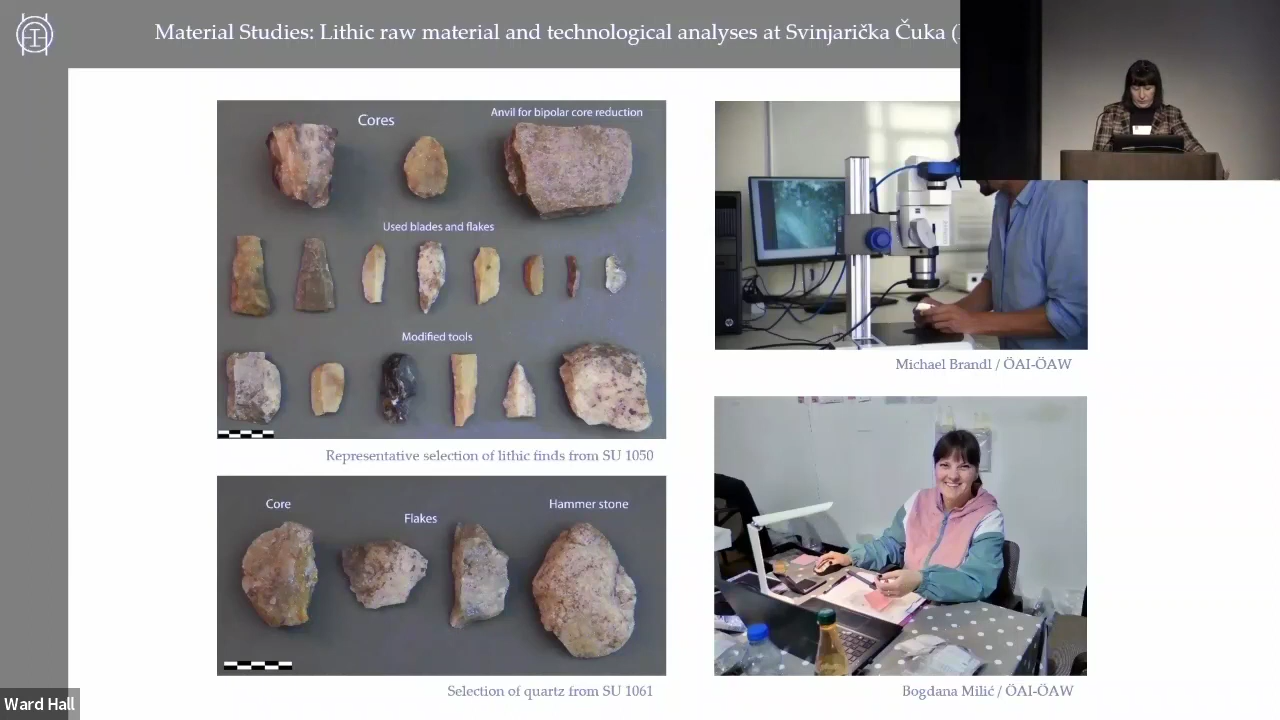 Material Studies: Lithic raw material and technological analyses at Svinjarička Čuka (
Cores
Anvil for bipolar core reduction
Used blades and flakes
Modified tools
Representative selection of lithic finds from SU 1050
Core
Flakes
Hammer stone
Selection of quartz from SU 1061
Michael Brandl / ÖAI-ÖAW
Bogdana Milić / ÖAI-ÖAW
Ward Hall